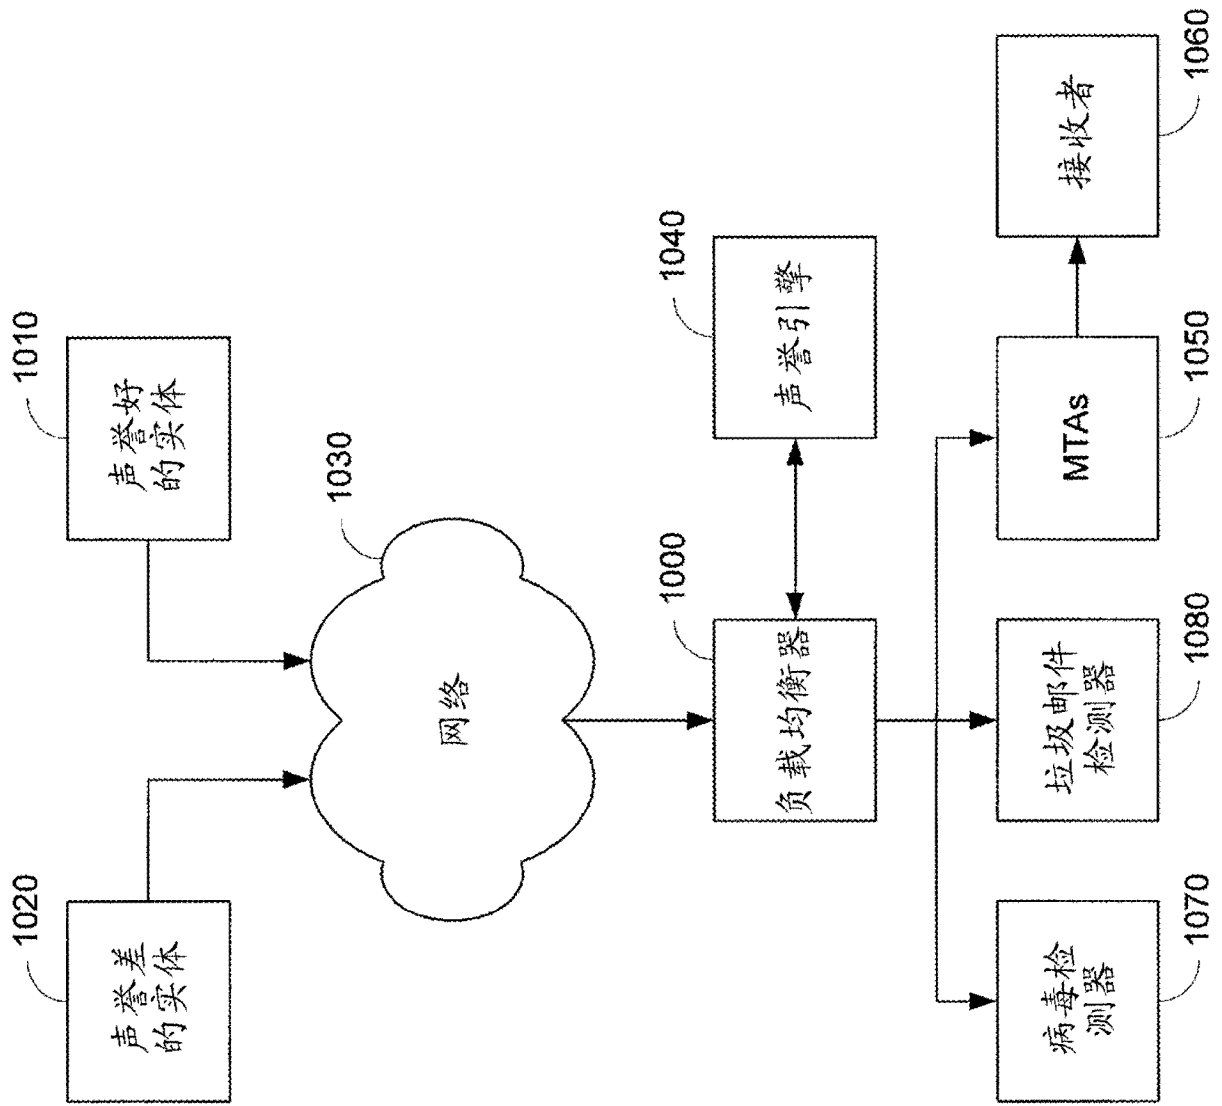 1020
声誉差
的实体
1010
声誉好
的实体
1030
网络
1000
负载均衡器
1040
声誉引擎
1070
病毒检
测器
1080
垃圾邮件
检测器
1050
MTAs
1060
接收者